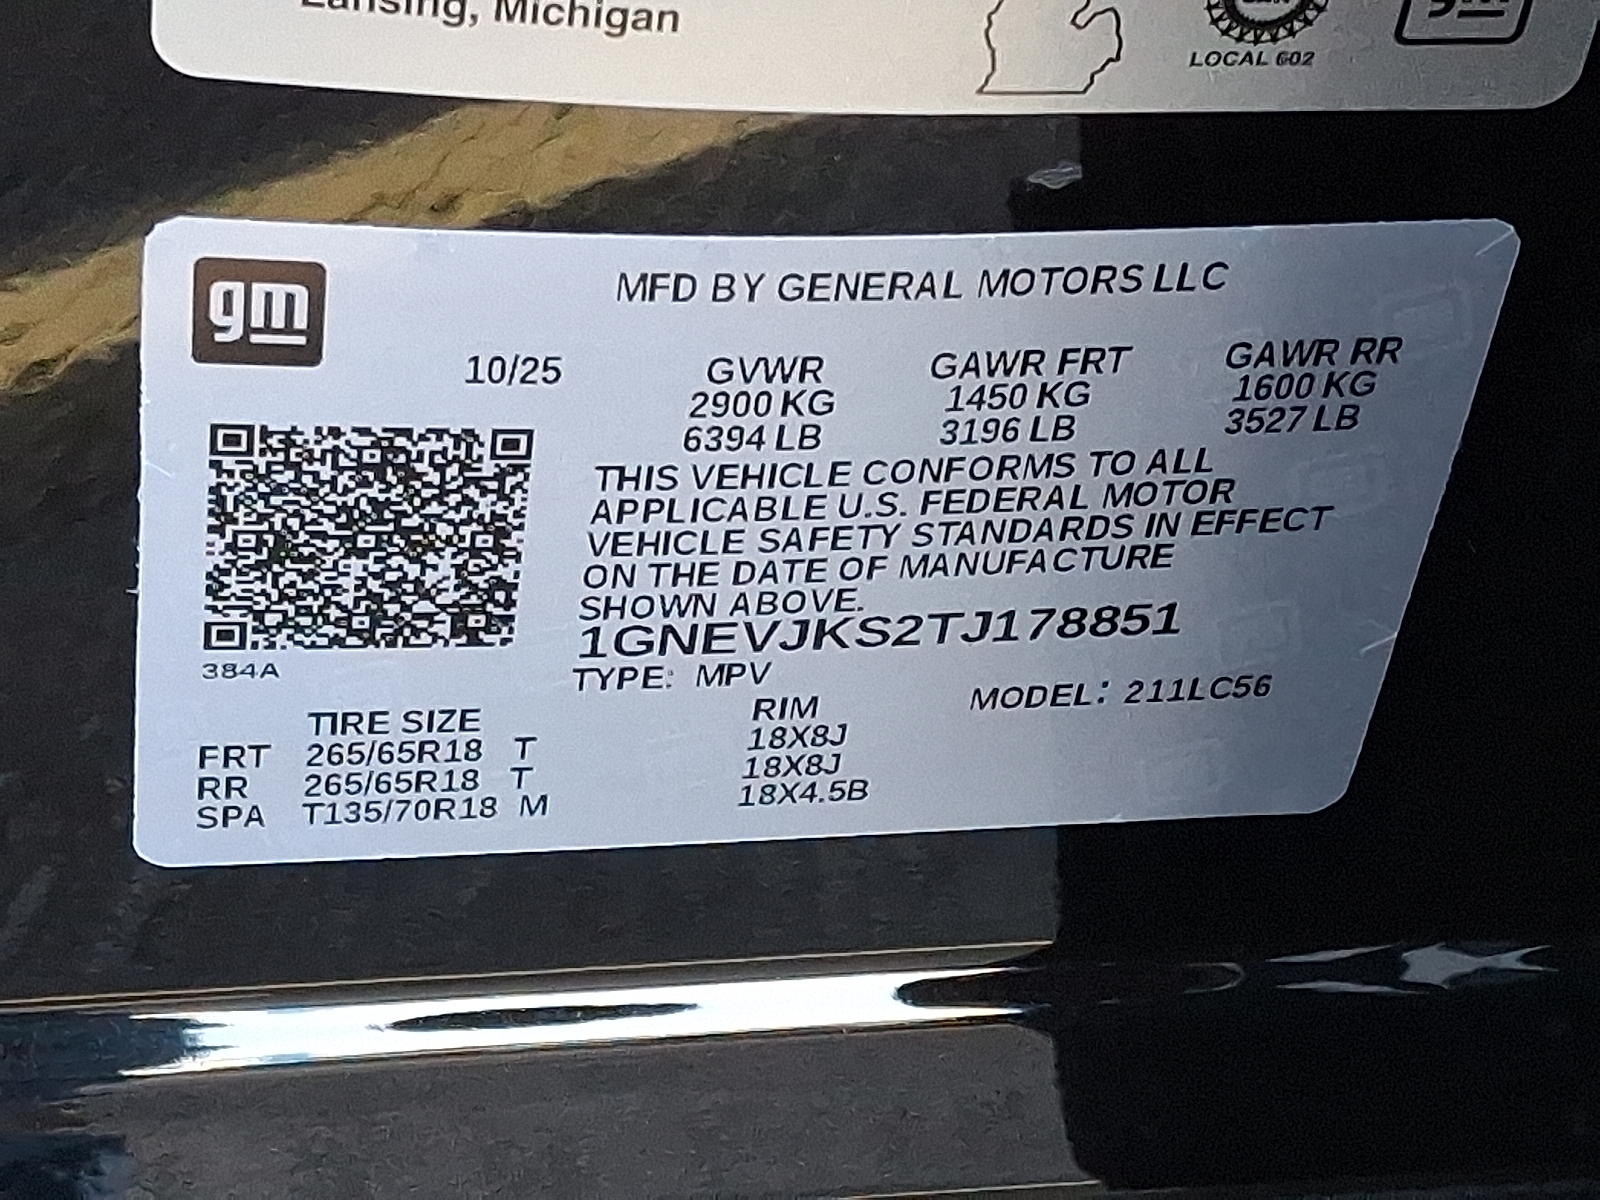 Lansing, Michigan
LOCAL 602
gm
MFD BY GENERAL MOTORS LLC
10/25 GVWR GAWR FRT GAWR RR
2900 KG 1450 KG 1600 KG
6394 LB 3196 LB 3527 LB
THIS VEHICLE CONFORMS TO ALL
APPLICABLE U.S. FEDERAL MOTOR
VEHICLE SAFETY STANDARDS IN EFFECT
ON THE DATE OF MANUFACTURE
SHOWN ABOVE.
1GNEVJKS2TJ178851
384A
TYPE: MPV MODEL: 211LC56
TIRE SIZE RIM
FRT 265/65R18 T 18X8J
RR 265/65R18 T 18X8J
SPA T135/70R18 M 18X4.5B